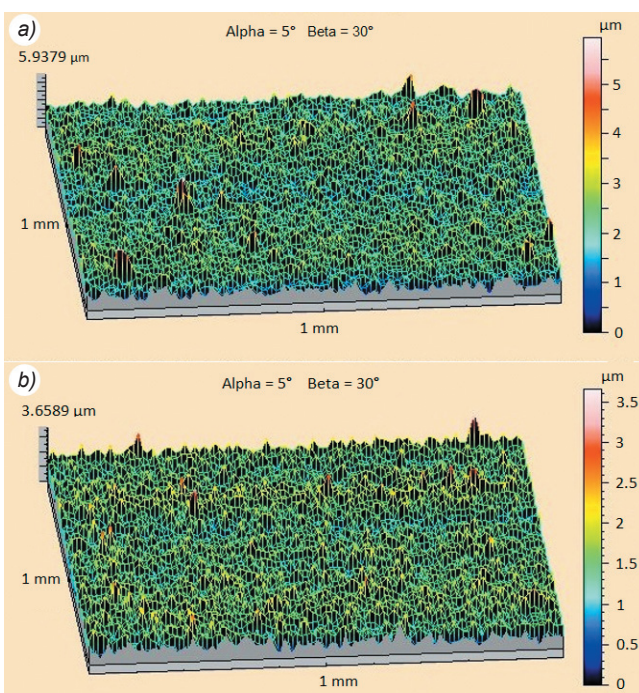 a)
Alpha = 5° Beta = 30°
5.9379 µm
µm
5
4
3
2
1
0
1 mm
1 mm
b)
Alpha = 5° Beta = 30°
3.6589 µm
µm
3.5
3
2.5
2
1.5
1
0.5
0
1 mm
1 mm